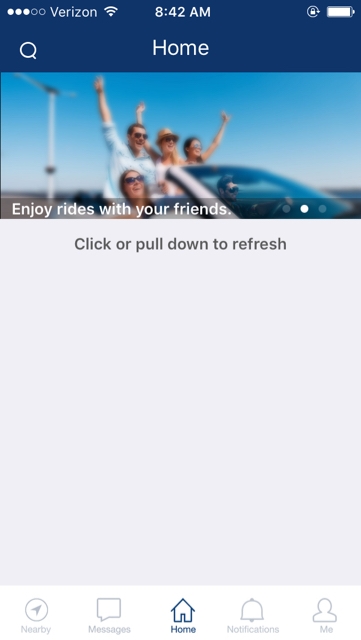 Verizon 8:42 AM
Home
Enjoy rides with your friends.
Click or pull down to refresh
Nearby Messages Home Notifications Me